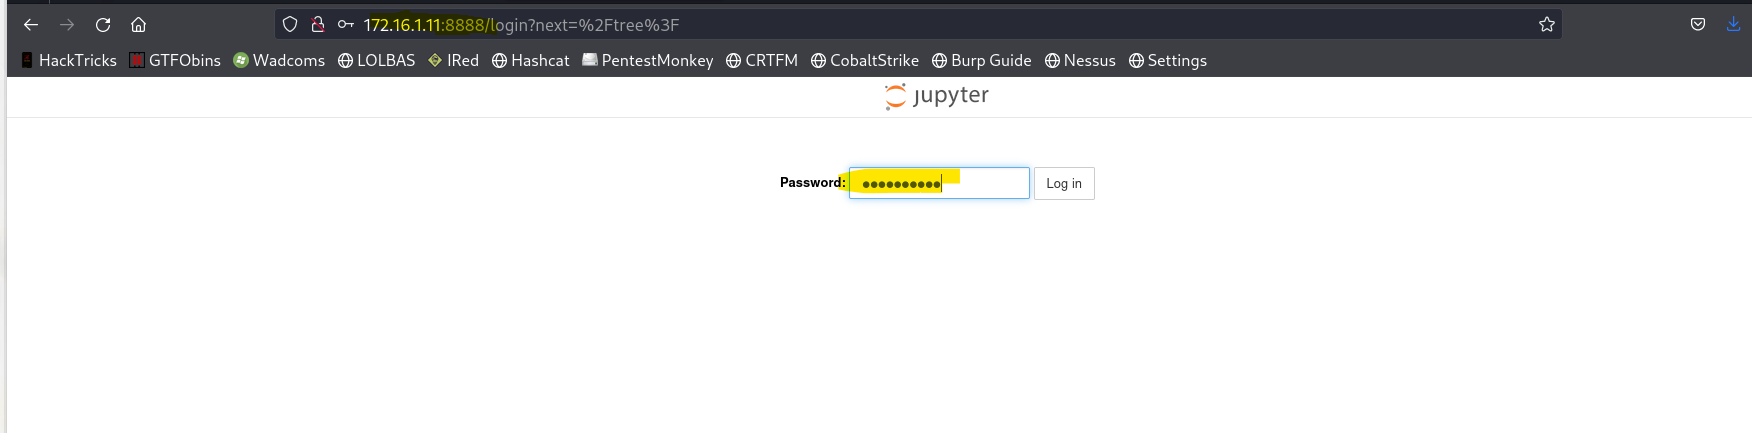 172.16.1.11:8888/login?next=%2Ftree%3F
HackTricks GTFObins Wadcoms LOLBAS IRed Hashcat PentestMonkey CRTFM CobaltStrike Burp Guide Nessus Settings
jupyter
Password: Log in